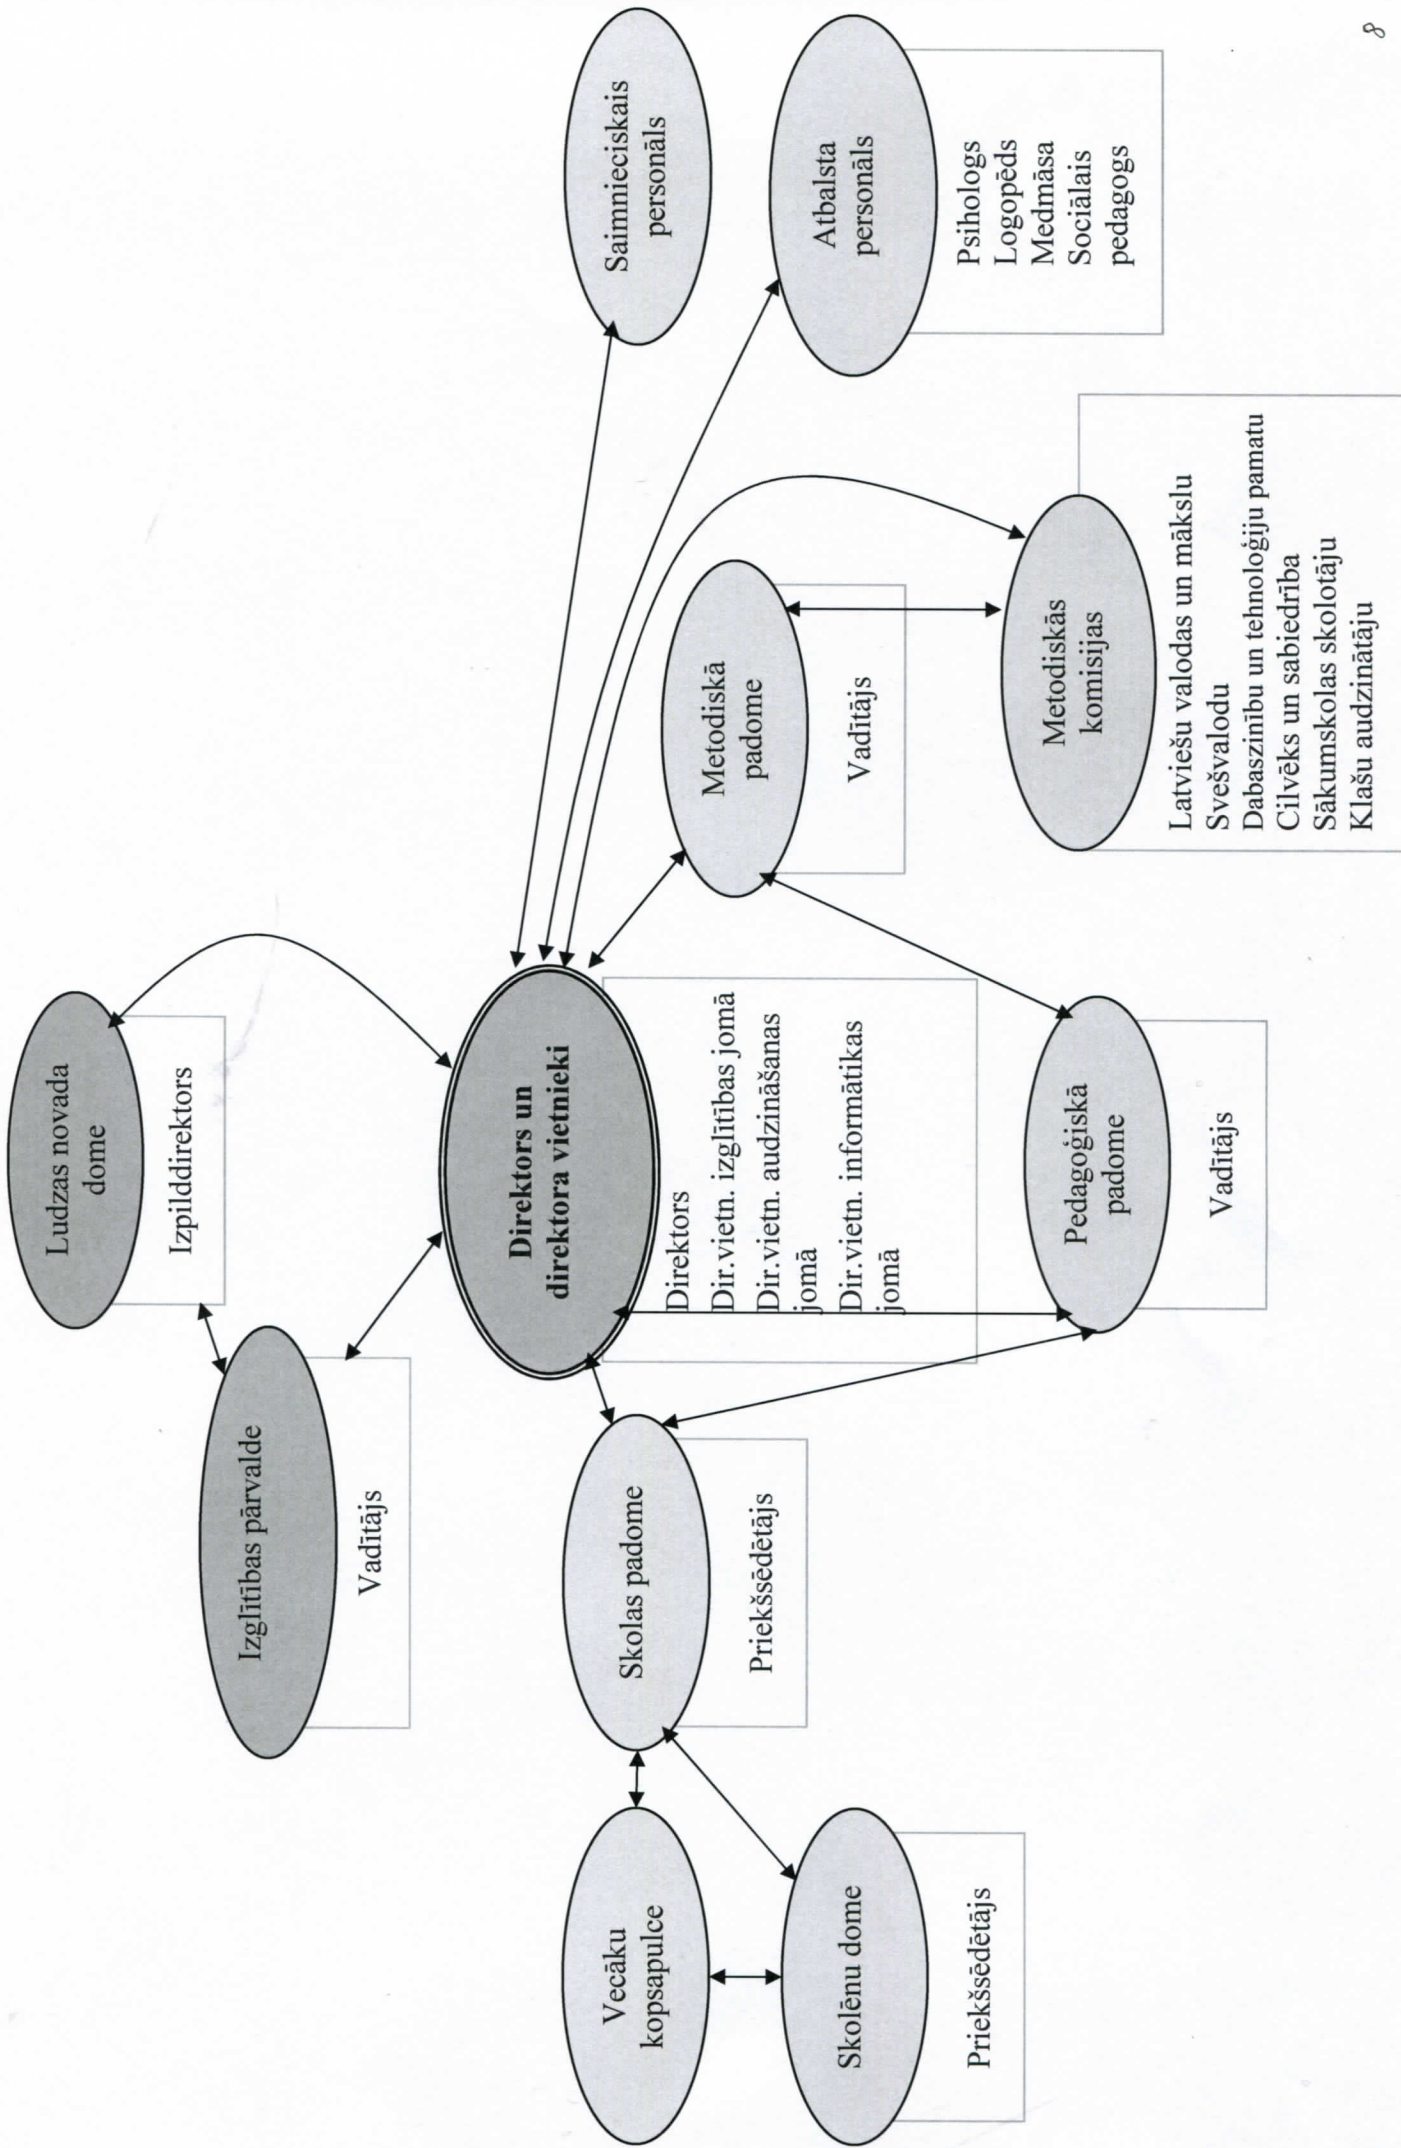 Ludzas novada
dome
Izpilddirektors
Izglītības pārvalde
Vadītājs
Direktors un
direktora vietnieki
Direktors
Dir.vietn. izglītības jomā
Dir.vietn. audzināšanas
jomā
Dir.vietn. informātikas
jomā
Vecāku
kopsapulce
Skolas padome
Priekšsēdētājs
Skolēnu dome
Priekšsēdētājs
Pedagoģiskā
padome
Vadītājs
Metodiskā
padome
Vadītājs
Metodiskās
komisijas
Latviešu valodas un mākslu
Svešvalodu
Dabaszinību un tehnoloģiju pamatu
Cilvēks un sabiedrība
Sākumskolas skolotāju
Klašu audzinātāju
Saimnieciskais
personāls
Atbalsta
personāls
Psihologs
Logopēds
Medmāsa
Sociālais
pedagogs
8